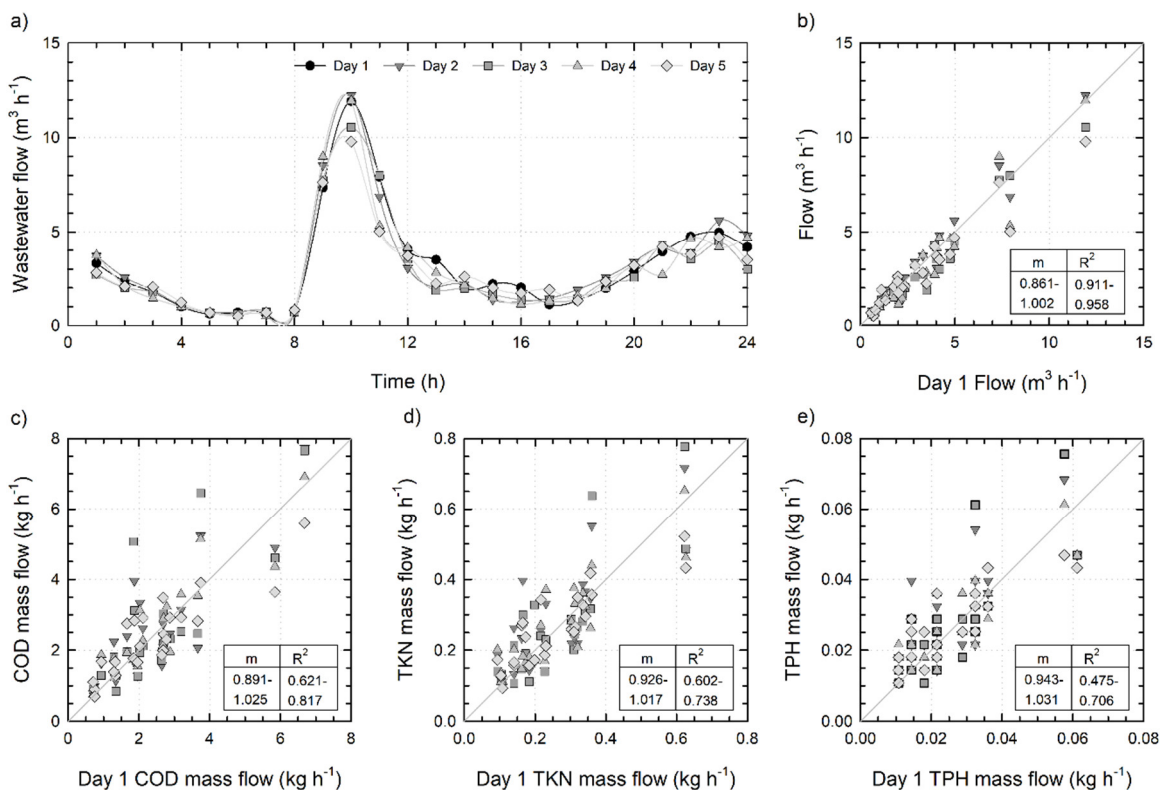 a)
Wastewater flow (m³ h⁻¹)
15
10
5
0
Day 1 Day 2 Day 3 Day 4 Day 5
0 4 8 12 16 20 24
Time (h)
b)
Flow (m³ h⁻¹)
15
10
5
0
m R²
0.861- 0.911-
1.002 0.958
0 5 10 15
Day 1 Flow (m³ h⁻¹)
c)
COD mass flow (kg h⁻¹)
8
6
4
2
0
m R²
0.891- 0.621-
1.025 0.817
0 2 4 6 8
Day 1 COD mass flow (kg h⁻¹)
d)
TKN mass flow (kg h⁻¹)
0.8
0.6
0.4
0.2
0.0
m R²
0.926- 0.602-
1.017 0.738
0.0 0.2 0.4 0.6 0.8
Day 1 TKN mass flow (kg h⁻¹)
e)
TPH mass flow (kg h⁻¹)
0.08
0.06
0.04
0.02
0.00
m R²
0.943- 0.475-
1.031 0.706
0.00 0.02 0.04 0.06 0.08
Day 1 TPH mass flow (kg h⁻¹)